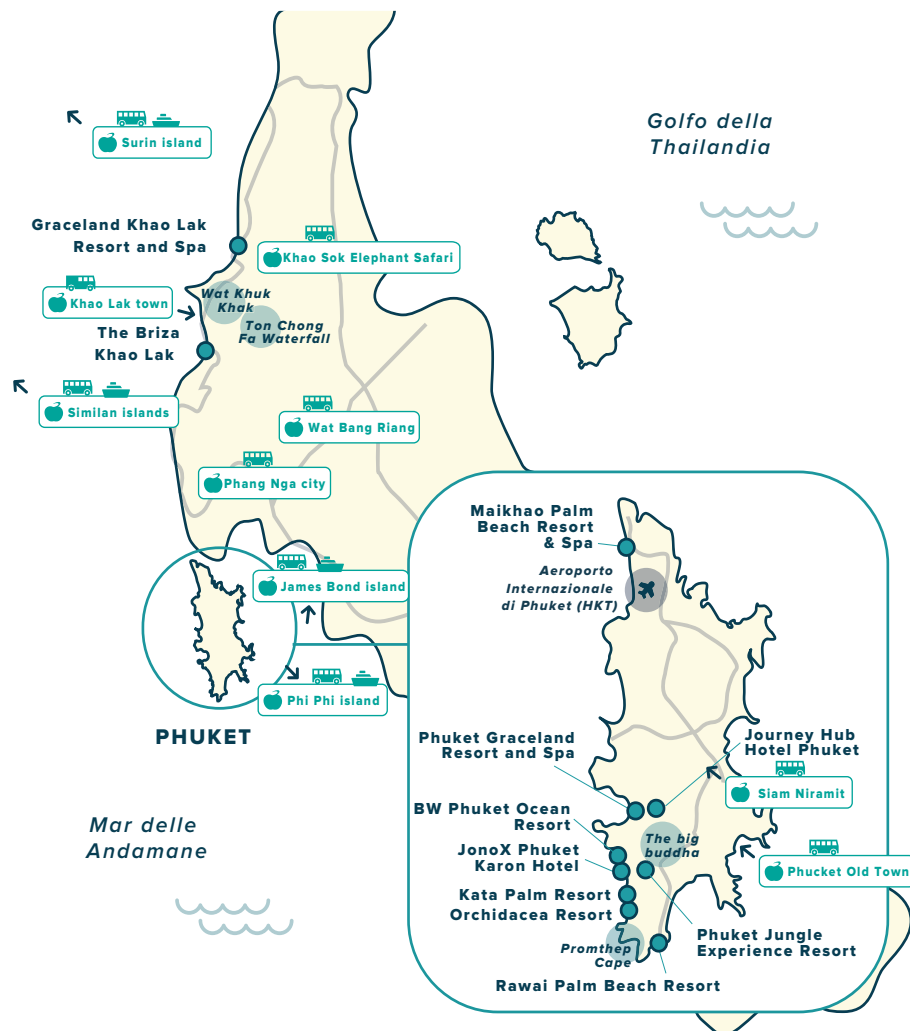 Golfo della
Thailandia
Surin island
Graceland Khao Lak
Resort and Spa
Khao Sok Elephant Safari
Khao Lak town
Wat Khuk
Khak
Ton Chong
Fa Waterfall
The Briza
Khao Lak
Similan islands
Wat Bang Riang
Phang Nga city
James Bond island
Phi Phi island
PHUKET
Mar delle
Andamane
Maikhao Palm
Beach Resort
& Spa
Aeroporto
Internazionale
di Phuket (HKT)
Phuket Graceland
Resort and Spa
Journey Hub
Hotel Phuket
Siam Niramit
BW Phuket Ocean
Resort
The big
buddha
JonoX Phuket
Karon Hotel
Phucket Old Town
Kata Palm Resort
Orchidacea Resort
Phuket Jungle
Experience Resort
Promthep
Cape
Rawai Palm Beach Resort